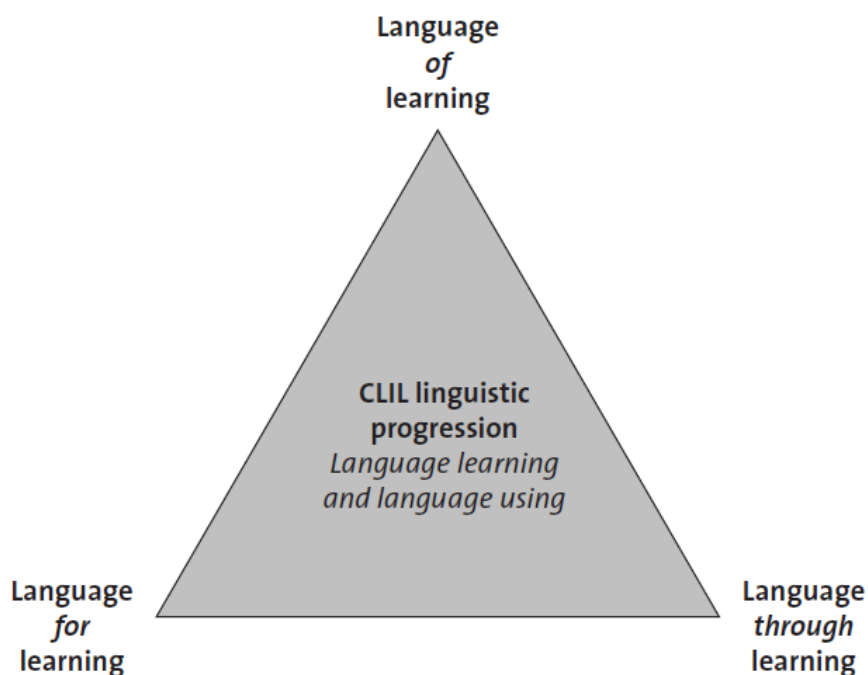 Language
of
learning
CLIL linguistic
progression
Language learning
and language using
Language
for
learning
Language
through
learning